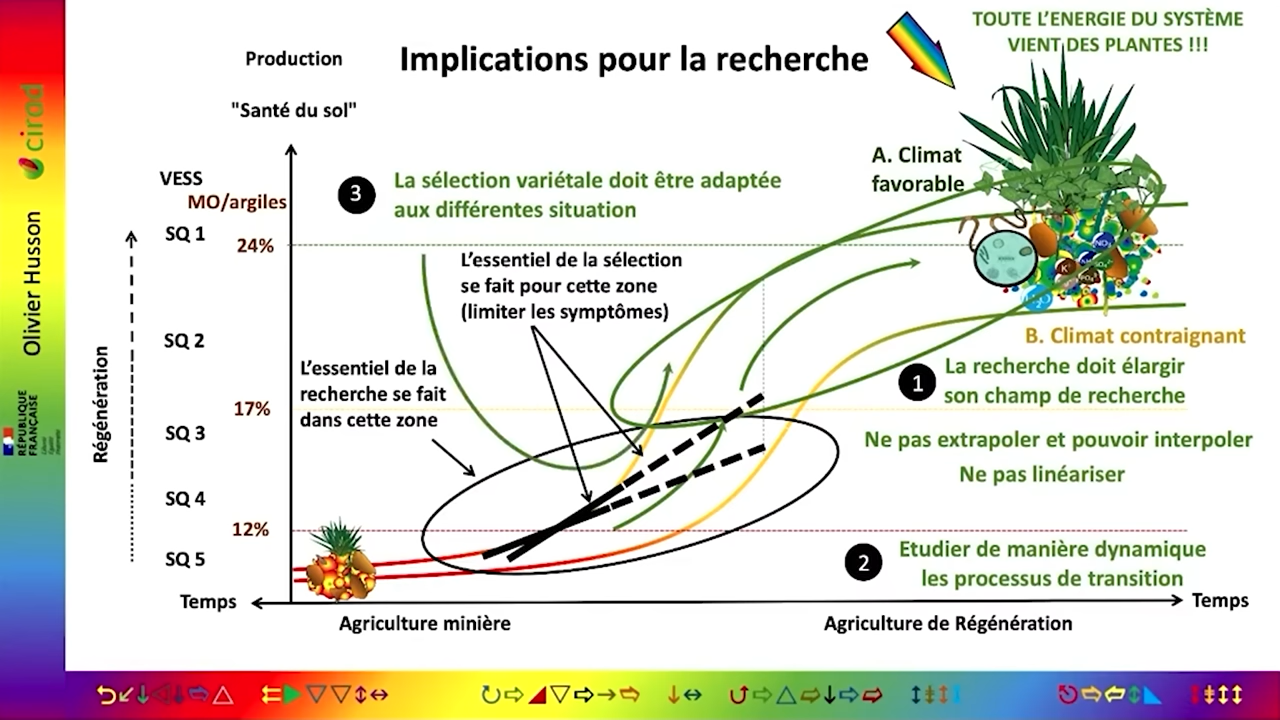 TOUTE L'ENERGIE DU SYSTÈME
VIENT DES PLANTES !!!
Implications pour la recherche
Production
"Santé du sol"
A. Climat
favorable
VESS
MO/argiles
3
La sélection variétale doit être adaptée
aux différentes situation
SQ 1
24%
L'essentiel de la sélection
se fait pour cette zone
(limiter les symptômes)
NO₃
K⁺
SQ 2
B. Climat contraignant
L'essentiel de la
recherche se fait
dans cette zone
1
La recherche doit élargir
son champ de recherche
17%
SQ 3
Ne pas extrapoler et pouvoir interpoler
Ne pas linéariser
SQ 4
12%
SQ 5
2
Etudier de manière dynamique
les processus de transition
Temps
Temps
Agriculture minière
Agriculture de Régénération
Régénération
cirad
Olivier Husson
RÉPUBLIQUE
FRANÇAISE